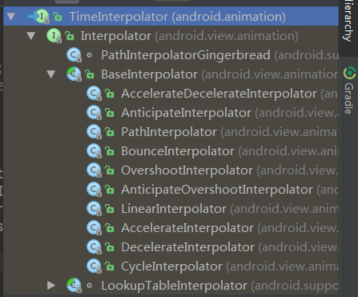 TimeInterpolator (android.animation)
Interpolator (android.view.animation)
PathInterpolatorGingerbread (android.su
BaseInterpolator (android.view.animation
AccelerateDecelerateInterpolator (an
AnticipateInterpolator (android.view.
PathInterpolator (android.view.anima
BounceInterpolator (android.view.an
OvershootInterpolator (android.view
AnticipateOvershootInterpolator (and
LinearInterpolator (android.view.anim
AccelerateInterpolator (android.view.
DecelerateInterpolator (android.view.
CycleInterpolator (android.view.anima
LookupTableInterpolator (android.suppo
Hierarchy
Gradle